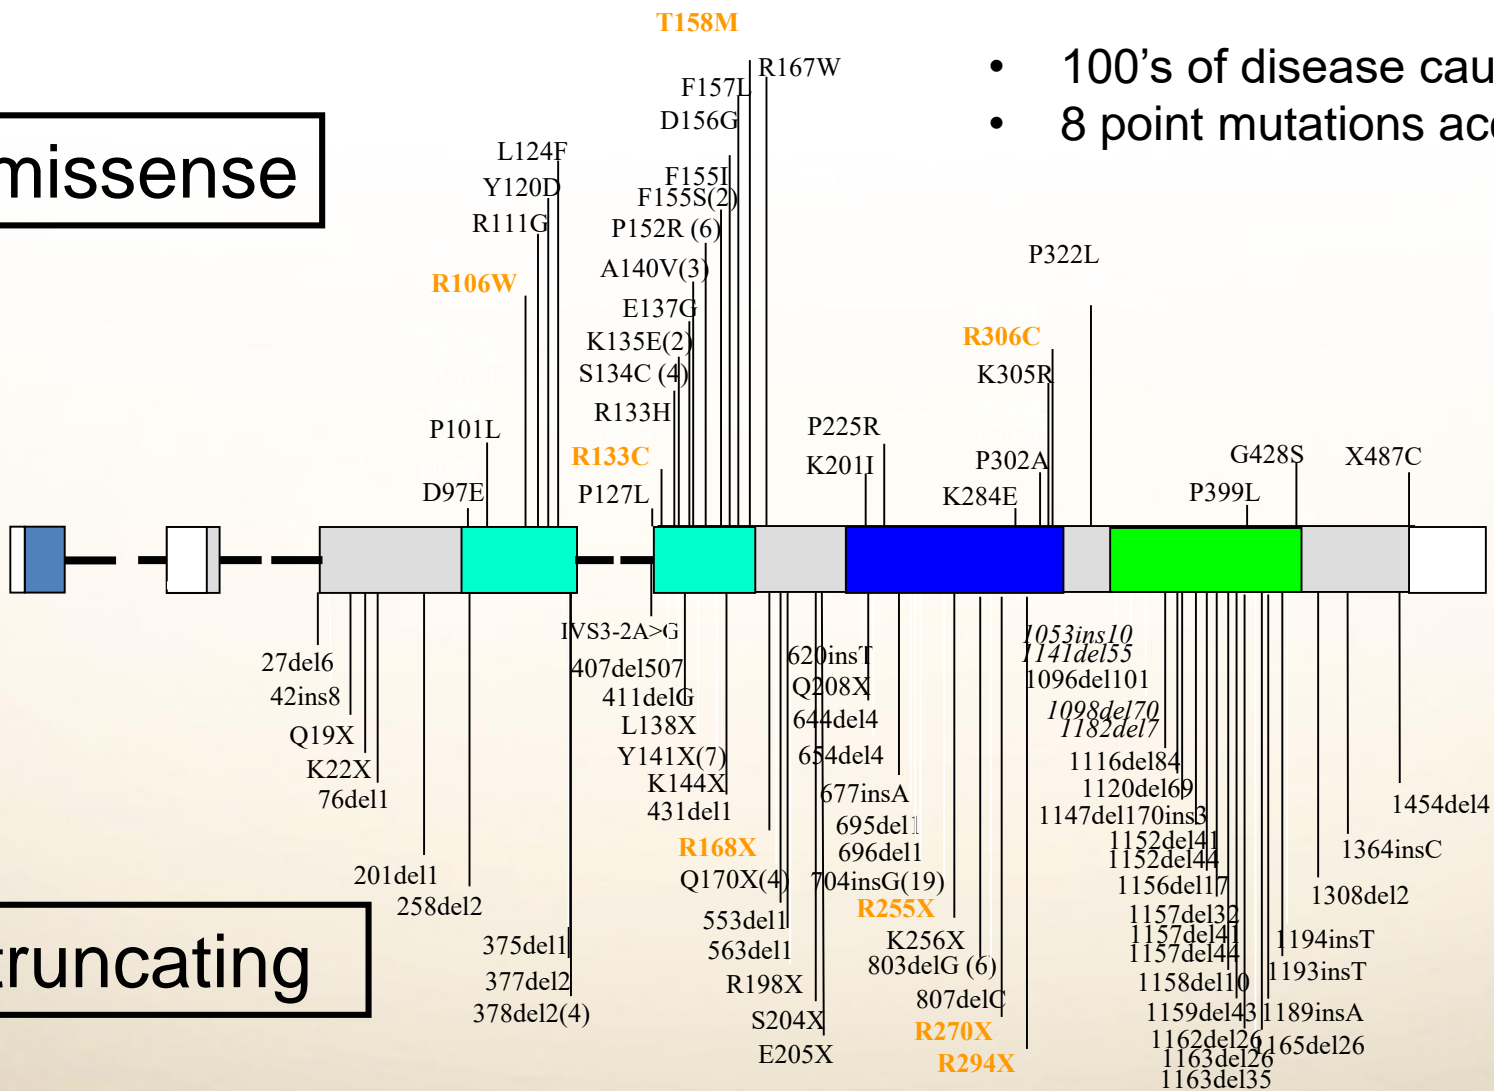 T158M
R167W
F157L
D156G
• 100's of disease cau
• 8 point mutations acc
missense
L124F
Y120D
R111G
R106W
F155I
F155S(2)
P152R (6)
A140V(3)
E137G
K135E(2)
S134C (4)
R133H
R133C
P127L
P101L
D97E
P322L
R306C
K305R
P302A
K284E
P225R
K201I
G428S
P399L
X487C
27del6
42ins8
Q19X
K22X
76del1
201del1
258del2
375del1
377del2
378del2(4)
truncating
IVS3-2A>G
407del507
411delG
L138X
Y141X(7)
K144X
431del1
R168X
Q170X(4)
553del1
563del1
R198X
S204X
E205X
620insT
Q208X
644del4
654del4
677insA
695del1
696del1
704insG(19)
R255X
K256X
803delG (6)
807delC
R270X
R294X
1053ins10
1141del55
1096del101
1098del70
1182del7
1116del84
1120del69
1147del170ins3
1152del41
1152del44
1156del17
1157del32
1157del41
1157del44
1158del10
1159del43
1162del26
1163del26
1163del35
1165del26
1189insA
1193insT
1194insT
1308del2
1364insC
1454del4